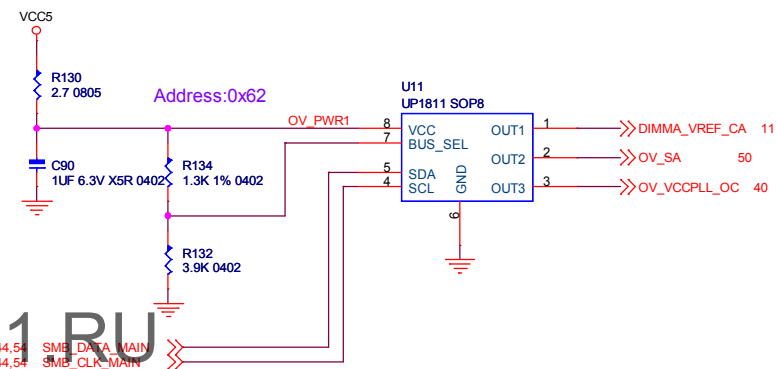 VCC5
R130
2.7 0805
Address:0x62
U11
UP1811 SOP8
OV_PWR1
8
VCC
OUT1
1
DIMMA_VREF_CA 11
7
BUS_SEL
C90
1UF 6.3V X5R 0402
R134
1.3K 1% 0402
OUT2
2
OV_SA 50
5
SDA
4
SCL
GND
OUT3
3
OV_VCCPLL_OC 40
6
R132
3.9K 0402
1.RU
44,54 SMB_DATA_MAIN
44,54 SMB_CLK_MAIN